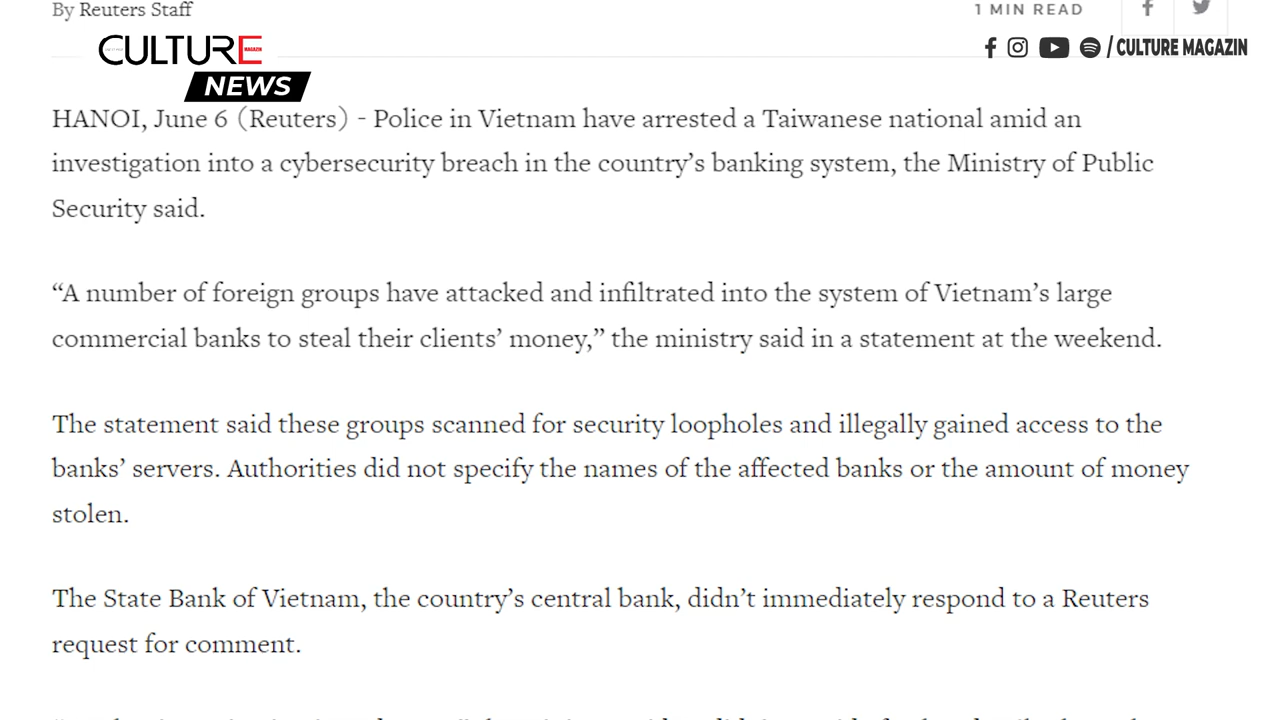 By Reuters Staff
1 MIN READ
CULTURE
MAGAZIN
NEWS
/ CULTURE MAGAZIN
HANOI, June 6 (Reuters) - Police in Vietnam have arrested a Taiwanese national amid an
investigation into a cybersecurity breach in the country’s banking system, the Ministry of Public
Security said.
“A number of foreign groups have attacked and infiltrated into the system of Vietnam’s large
commercial banks to steal their clients’ money,” the ministry said in a statement at the weekend.
The statement said these groups scanned for security loopholes and illegally gained access to the
banks’ servers. Authorities did not specify the names of the affected banks or the amount of money
stolen.
The State Bank of Vietnam, the country’s central bank, didn’t immediately respond to a Reuters
request for comment.